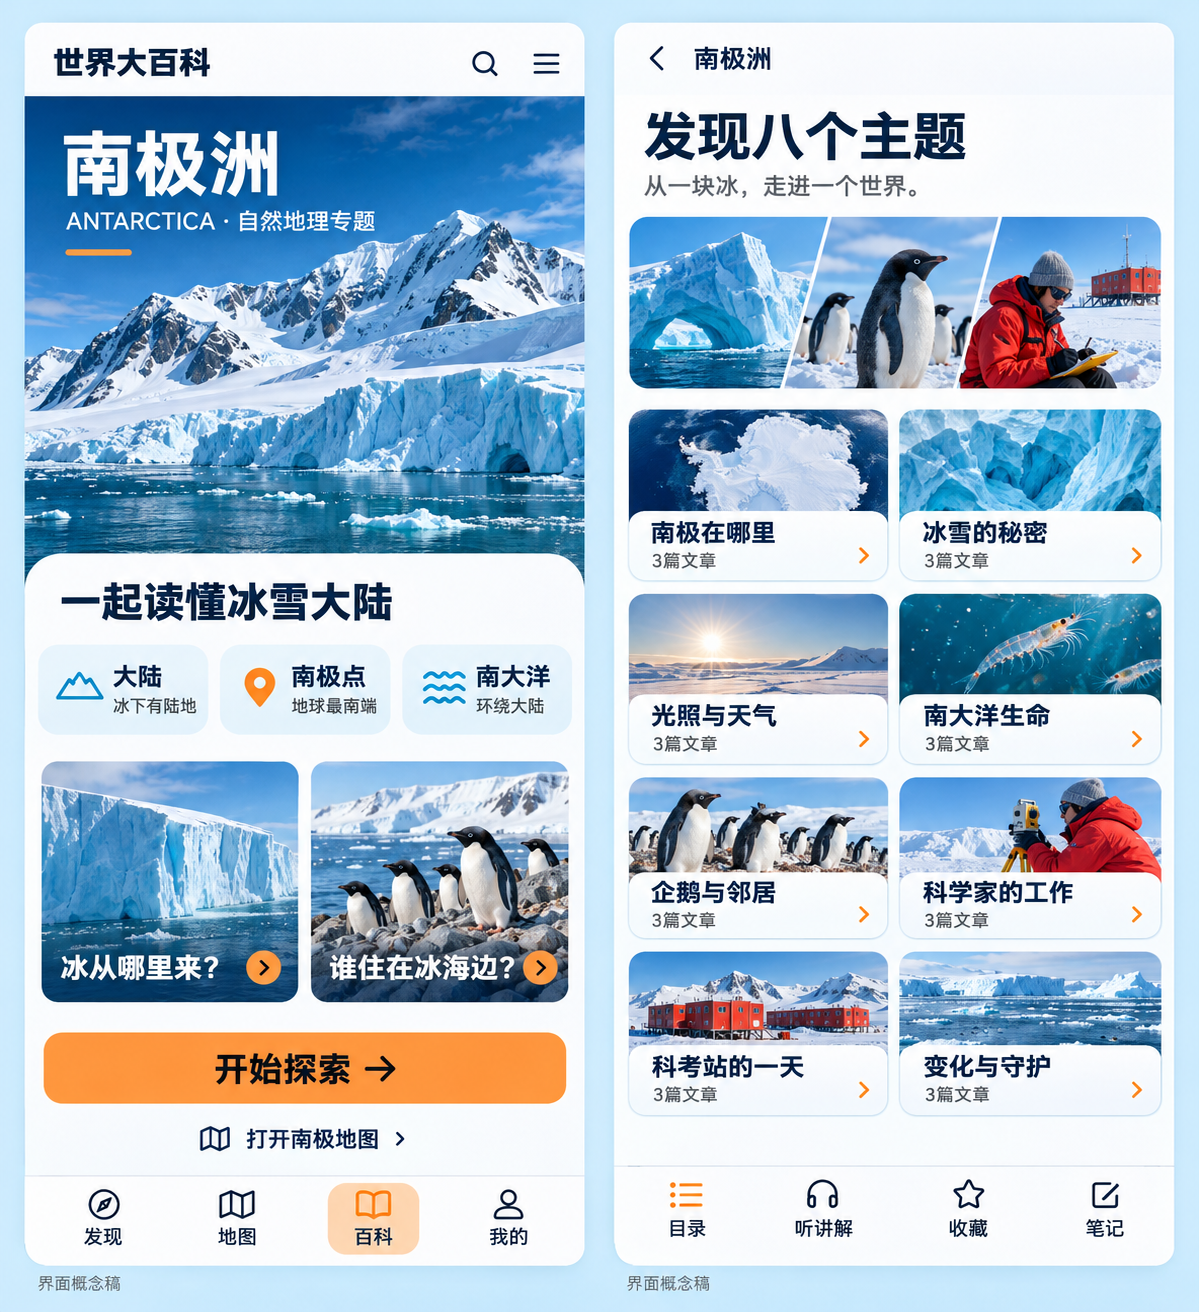 世界大百科
南极洲
ANTARCTICA · 自然地理专题
一起读懂冰雪大陆
大陆
冰下有陆地
南极点
地球最南端
南大洋
环绕大陆
冰从哪里来?
谁住在冰海边?
开始探索 →
打开南极地图 >
发现
地图
百科
我的
界面概念稿
南极洲
发现八个主题
从一块冰，走进一个世界。
南极在哪里
3篇文章
冰雪的秘密
3篇文章
光照与天气
3篇文章
南大洋生命
3篇文章
企鹅与邻居
3篇文章
科学家的工作
3篇文章
科考站的一天
3篇文章
变化与守护
3篇文章
目录
听讲解
收藏
笔记
界面概念稿